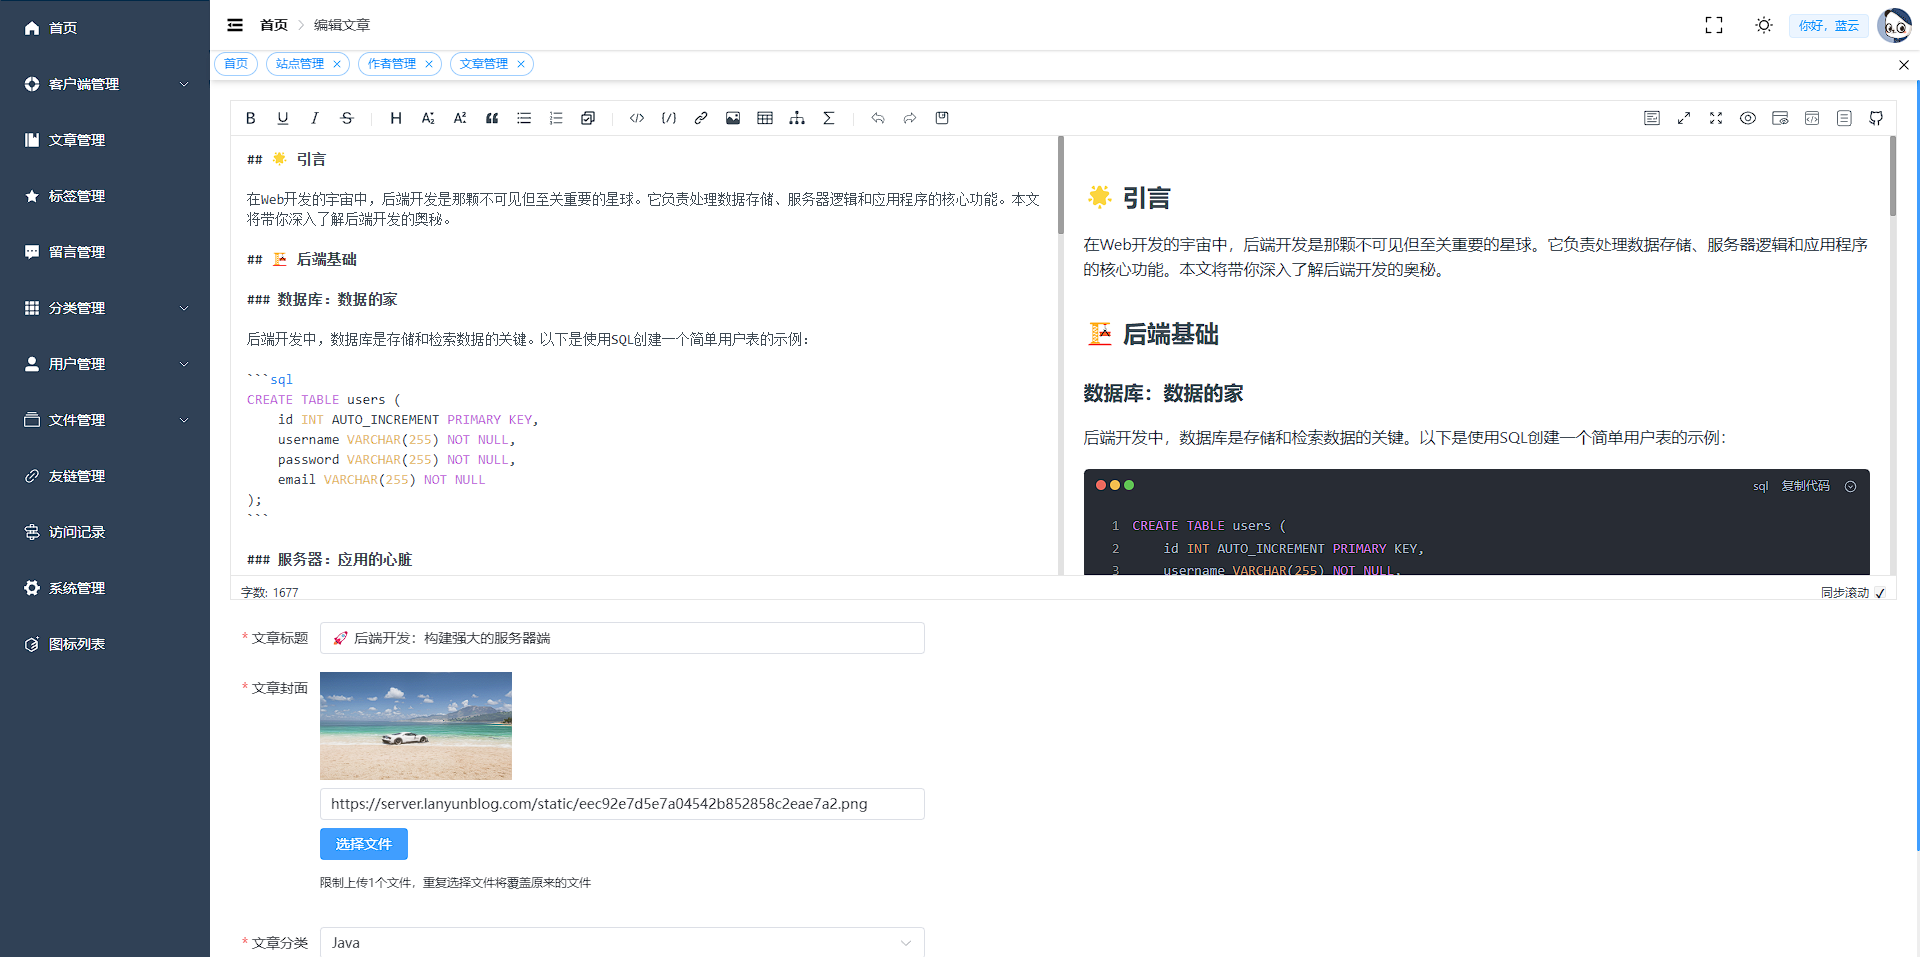 首页
客户端管理
文章管理
标签管理
留言管理
分类管理
用户管理
文件管理
友链管理
访问记录
系统管理
图标列表
首页 编辑文章
你好，蓝云
首页 站点管理 作者管理 文章管理
## 🌟 引言
在Web开发的宇宙中，后端开发是那颗不可见但至关重要的星球。它负责处理数据存储、服务器逻辑和应用程序的核心功能。本文
将带你深入了解后端开发的奥秘。
## 🏗️ 后端基础
### 数据库：数据的家
后端开发中，数据库是存储和检索数据的关键。以下是使用SQL创建一个简单用户表的示例：
```sql
CREATE TABLE users (
    id INT AUTO_INCREMENT PRIMARY KEY,
    username VARCHAR(255) NOT NULL,
    password VARCHAR(255) NOT NULL,
    email VARCHAR(255) NOT NULL
);
```
### 服务器：应用的心脏
🌟 引言
在Web开发的宇宙中，后端开发是那颗不可见但至关重要的星球。它负责处理数据存储、服务器逻辑和应用程序
的核心功能。本文将带你深入了解后端开发的奥秘。
🏗️ 后端基础
数据库：数据的家
后端开发中，数据库是存储和检索数据的关键。以下是使用SQL创建一个简单用户表的示例：
sql 复制代码
1 CREATE TABLE users (
2     id INT AUTO_INCREMENT PRIMARY KEY,
3     username VARCHAR(255) NOT NULL,
字数: 1677
同步滚动
* 文章标题 🚀 后端开发：构建强大的服务器端
* 文章封面
https://server.lanyunblog.com/static/eec92e7d5e7a04542b852858c2eae7a2.png
选择文件
限制上传1个文件，重复选择文件将覆盖原来的文件
* 文章分类 Java